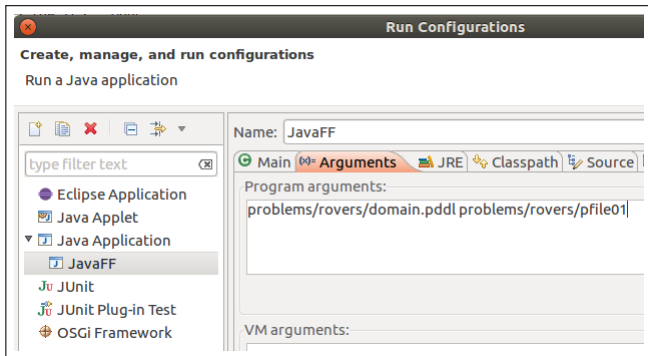 Run Configurations
Create, manage, and run configurations
Run a Java application
type filter text
Eclipse Application
Java Applet
Java Application
JavaFF
JUnit
JUnit Plug-in Test
OSGi Framework
Name: JavaFF
Main (x)= Arguments JRE Classpath Source
Program arguments:
problems/rovers/domain.pddl problems/rovers/pfile01
VM arguments: